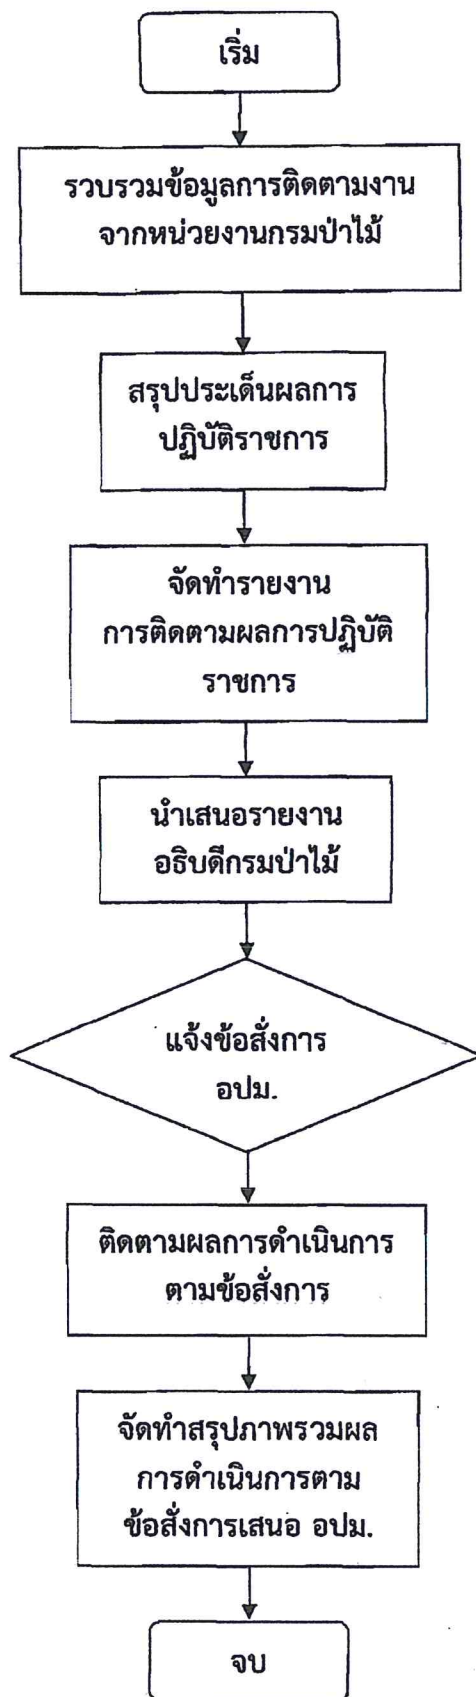 เริ่ม
รวบรวมข้อมูลการติดตามงาน
จากหน่วยงานกรมป่าไม้
สรุปประเด็นผลการ
ปฏิบัติราชการ
จัดทำรายงาน
การติดตามผลการปฏิบัติ
ราชการ
นำเสนอรายงาน
อธิบดีกรมป่าไม้
แจ้งข้อสั่งการ
อปม.
ติดตามผลการดำเนินการ
ตามข้อสั่งการ
จัดทำสรุปภาพรวมผล
การดำเนินการตาม
ข้อสั่งการเสนอ อปม.
จบ